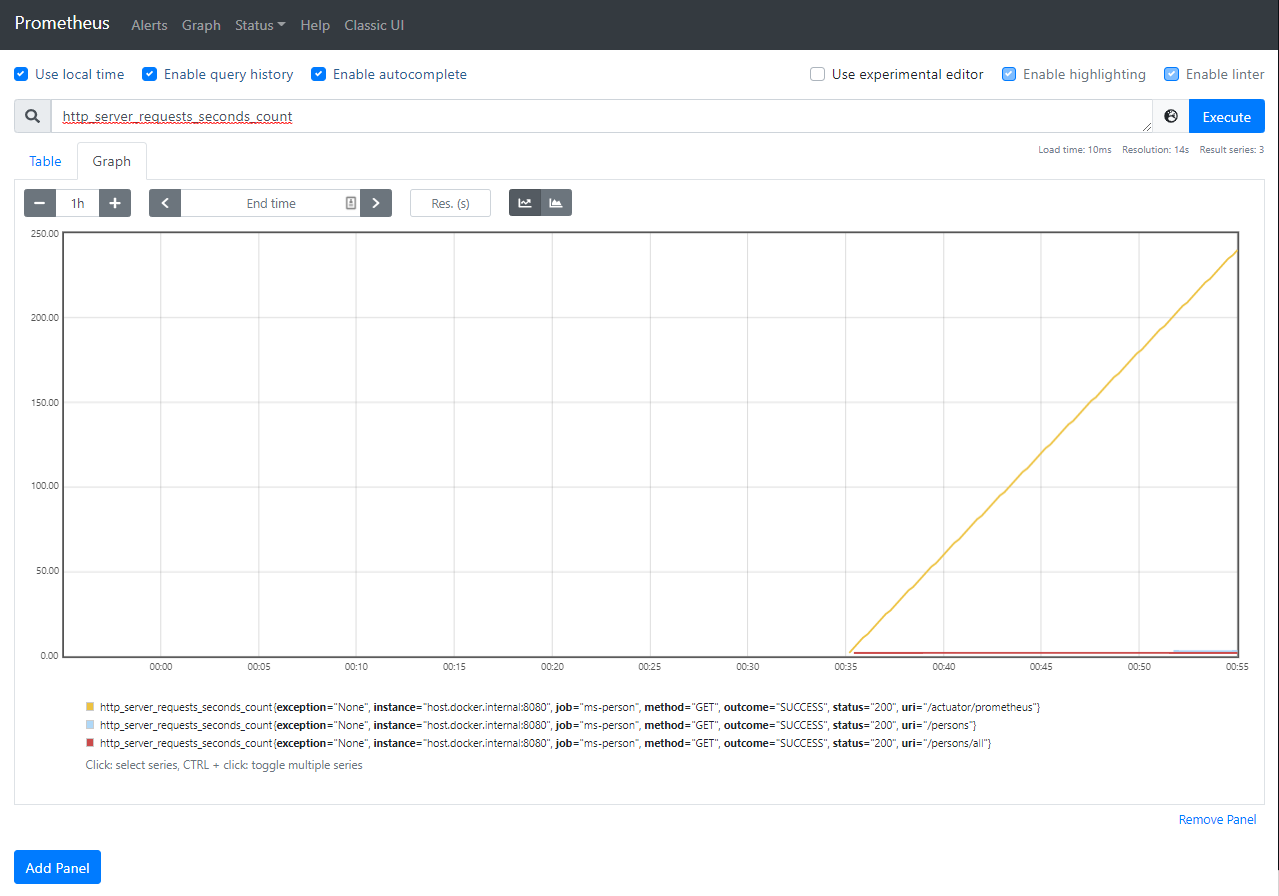 Prometheus Alerts Graph Status Help Classic UI
Use local time Enable query history Enable autocomplete Use experimental editor Enable highlighting Enable linter
http_server_requests_seconds_count Execute
Load time: 10ms Resolution: 14s Result series: 3
Table Graph
1h End time Res. (s)
250.00
200.00
150.00
100.00
50.00
0.00
00:00 00:05 00:10 00:15 00:20 00:25 00:30 00:35 00:40 00:45 00:50 00:55
http_server_requests_seconds_count{exception="None", instance="host.docker.internal:8080", job="ms-person", method="GET", outcome="SUCCESS", status="200", uri="/actuator/prometheus"}
http_server_requests_seconds_count{exception="None", instance="host.docker.internal:8080", job="ms-person", method="GET", outcome="SUCCESS", status="200", uri="/persons"}
http_server_requests_seconds_count{exception="None", instance="host.docker.internal:8080", job="ms-person", method="GET", outcome="SUCCESS", status="200", uri="/persons/all"}
Click: select series, CTRL + click: toggle multiple series
Remove Panel
Add Panel